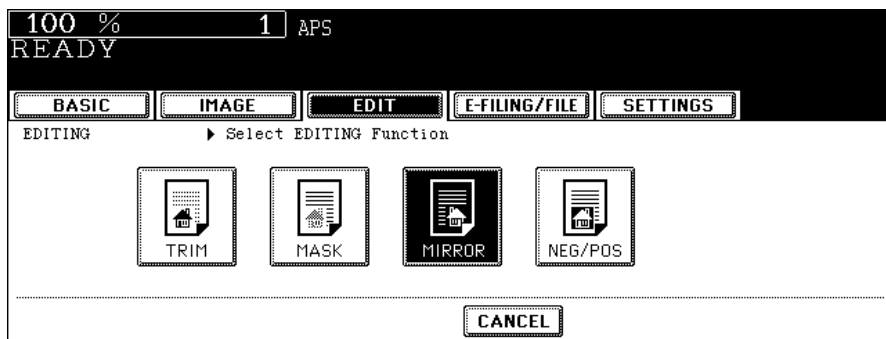 100 % 1 APS
READY
BASIC IMAGE EDIT E-FILING/FILE SETTINGS
EDITING Select EDITING Function
TRIM MASK MIRROR NEG/POS
CANCEL